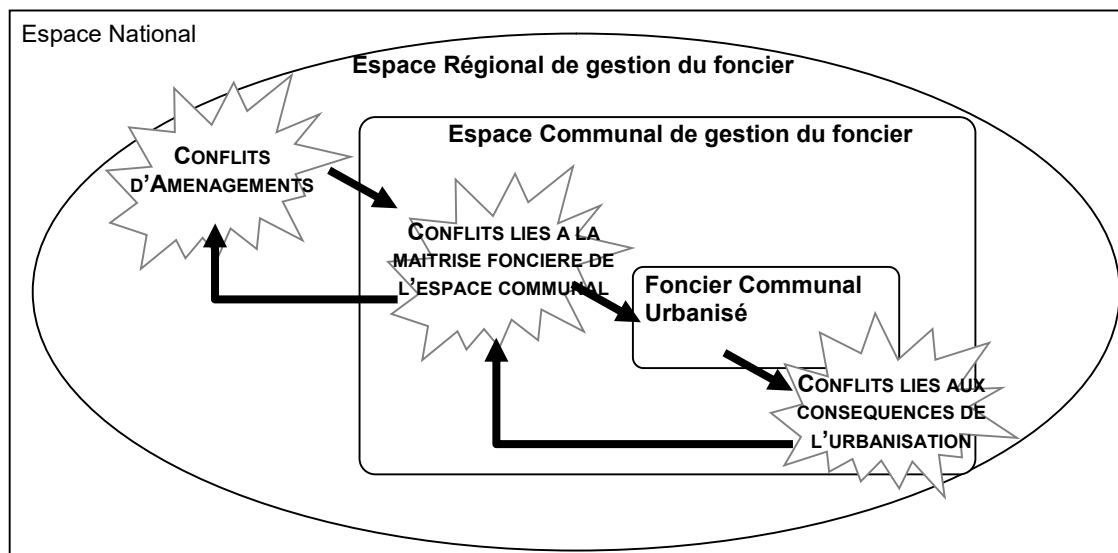 Espace National
Espace Régional de gestion du foncier
Espace Communal de gestion du foncier
CONFLITS
D'AMENAGEMENTS
CONFLITS LIES A LA
MAITRISE FONCIERE DE
L'ESPACE COMMUNAL
Foncier Communal
Urbanisé
CONFLITS LIES AUX
CONSEQUENCES DE
L'URBANISATION